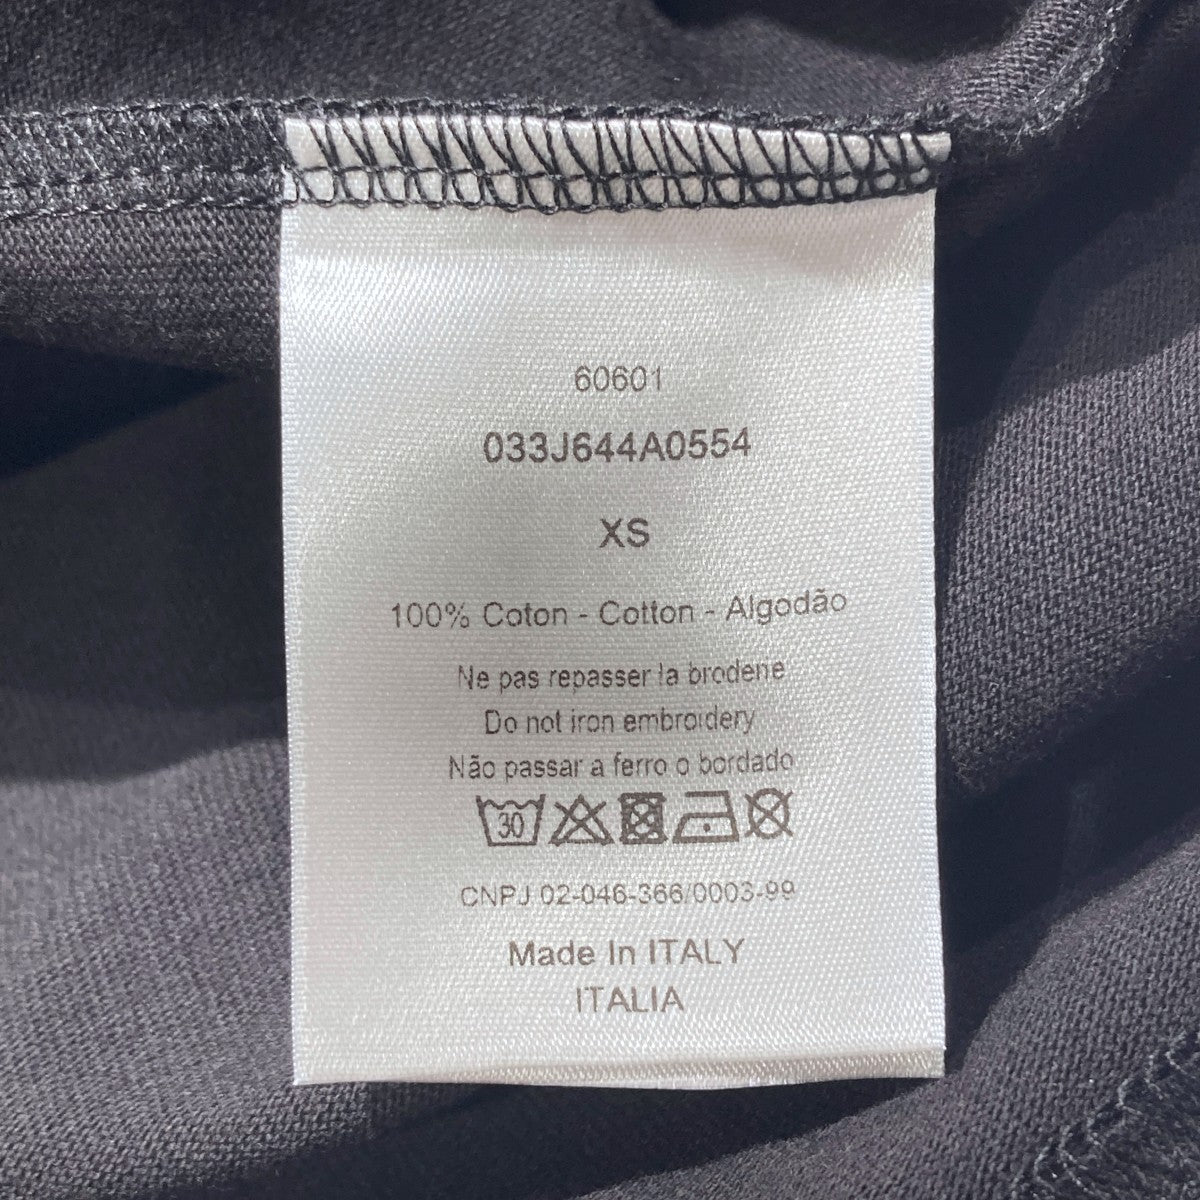 60601
033J644A0554
XS
100% Coton - Cotton - Algodão
Ne pas repasser la broderie
Do not iron embroidery
Não passar a ferro o bordado
30
CNPJ 02-046-366/0003-99
Made In ITALY
ITALIA